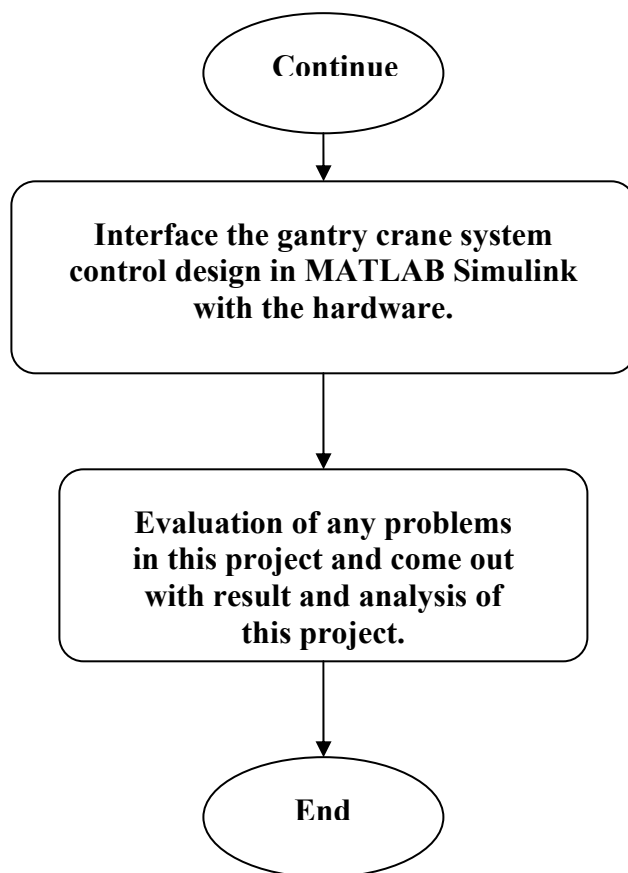 Continue
Interface the gantry crane system
control design in MATLAB Simulink
with the hardware.
Evaluation of any problems
in this project and come out
with result and analysis of
this project.
End